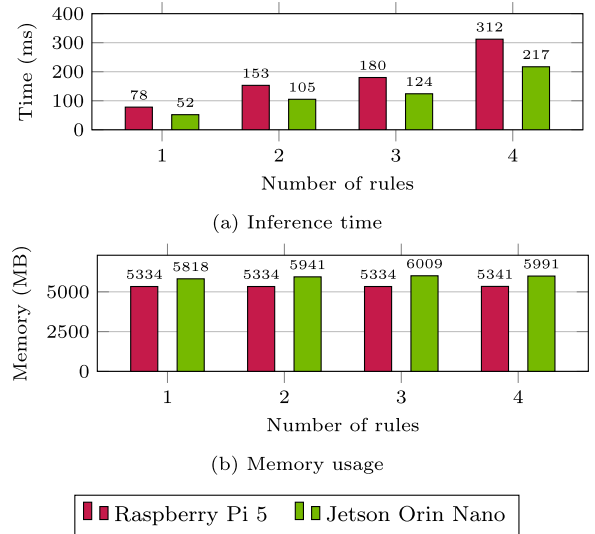 400
300
200
100
0
Time (ms)
78
52
153
105
180
124
312
217
1 2 3 4
Number of rules
(a) Inference time
5000
2500
0
Memory (MB)
5334
5818
5334
5941
5334
6009
5341
5991
1 2 3 4
Number of rules
(b) Memory usage
Raspberry Pi 5 Jetson Orin Nano